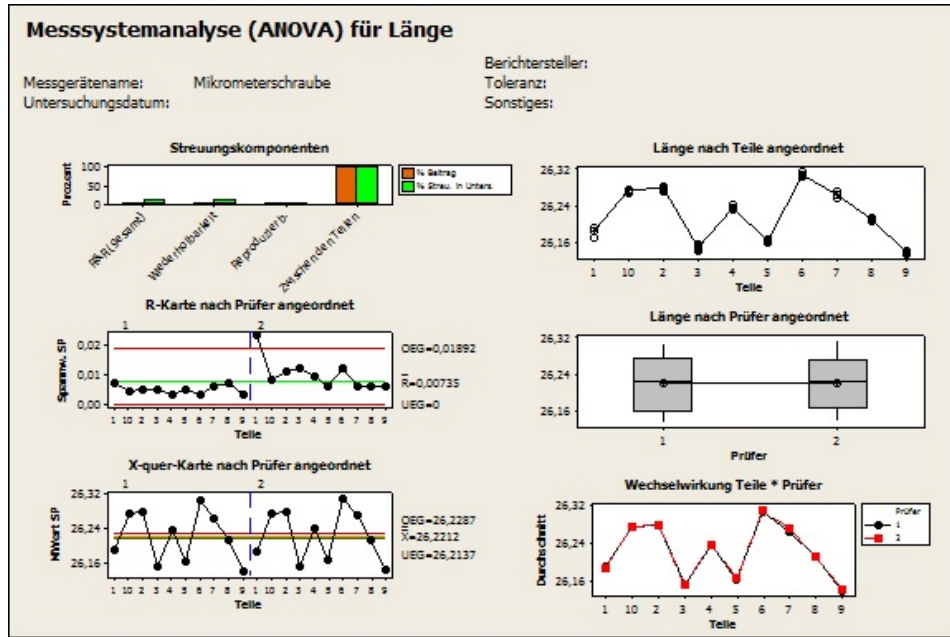 Messsystemanalyse (ANOVA) für Länge
Messgerätename: Mikrometerschraube
Untersuchungsdatum:
Berichtersteller:
Toleranz:
Sonstiges:
Streuungskomponenten
Prozent
100
50
0
R&R (Gesamt)
Wiederholbarkeit
Reproduzierb.
Zwischen den Teilen
% Beitrag
% Streu. in Unters.
R-Karte nach Prüfer angeordnet
1 2
Spannw. SP
0,02
0,01
0,00
OEG=0,01892
R=0,00735
UEG=0
1 10 2 3 4 5 6 7 8 9 1 10 2 3 4 5 6 7 8 9
Teile
X-quer-Karte nach Prüfer angeordnet
1 2
MWort SP
26,32
26,24
26,16
OEG=26,2287
X=26,2212
UEG=26,2137
1 10 2 3 4 5 6 7 8 9 1 10 2 3 4 5 6 7 8 9
Teile
Länge nach Teile angeordnet
26,32
26,24
26,16
1 10 2 3 4 5 6 7 8 9
Teile
Länge nach Prüfer angeordnet
26,32
26,24
26,16
1 2
Prüfer
Wechselwirkung Teile * Prüfer
Durchschnitt
26,32
26,24
26,16
1 10 2 3 4 5 6 7 8 9
Teile
Prüfer
1
2